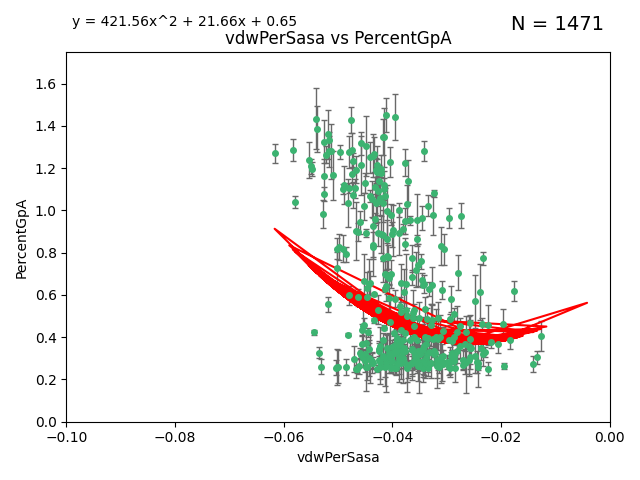 y = 421.56x^2 + 21.66x + 0.65
N = 1471
vdwPerSasa vs PercentGpA
PercentGpA
1.6
1.4
1.2
1.0
0.8
0.6
0.4
0.2
0.0
−0.10 −0.08 −0.06 −0.04 −0.02 0.00
vdwPerSasa